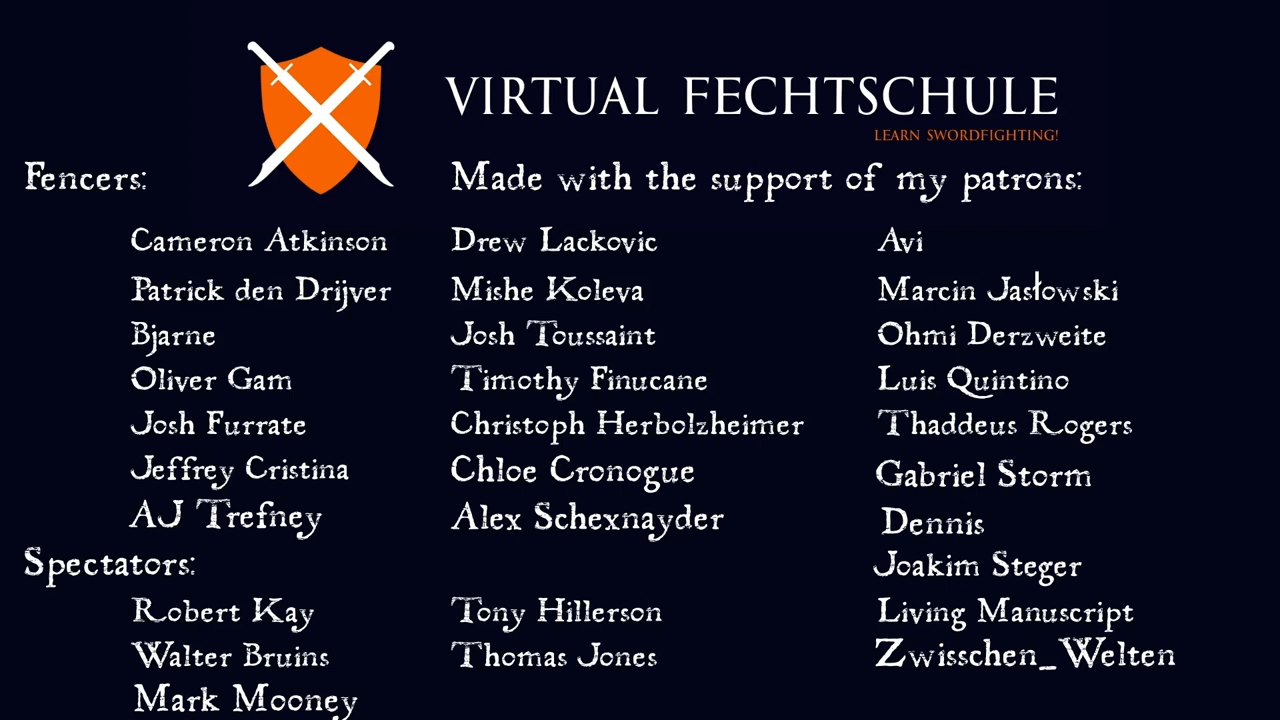 VIRTUAL FECHTSCHULE
LEARN SWORDFIGHTING!
Fencers:
Made with the support of my patrons:
Cameron Atkinson
Drew Lackovic
Avi
Patrick den Drijver
Mishe Koleva
Marcin Jasłowski
Bjarne
Josh Toussaint
Ohmi Derzweite
Oliver Gam
Timothy Finucane
Luis Quintino
Josh Furrate
Christoph Herbolzheimer
Thaddeus Rogers
Jeffrey Cristina
Chloe Cronogue
Gabriel Storm
AJ Trefney
Alex Schexnayder
Dennis
Spectators:
Joakim Steger
Robert Kay
Tony Hillerson
Living Manuscript
Walter Bruins
Thomas Jones
Zwisschen_Welten
Mark Mooney